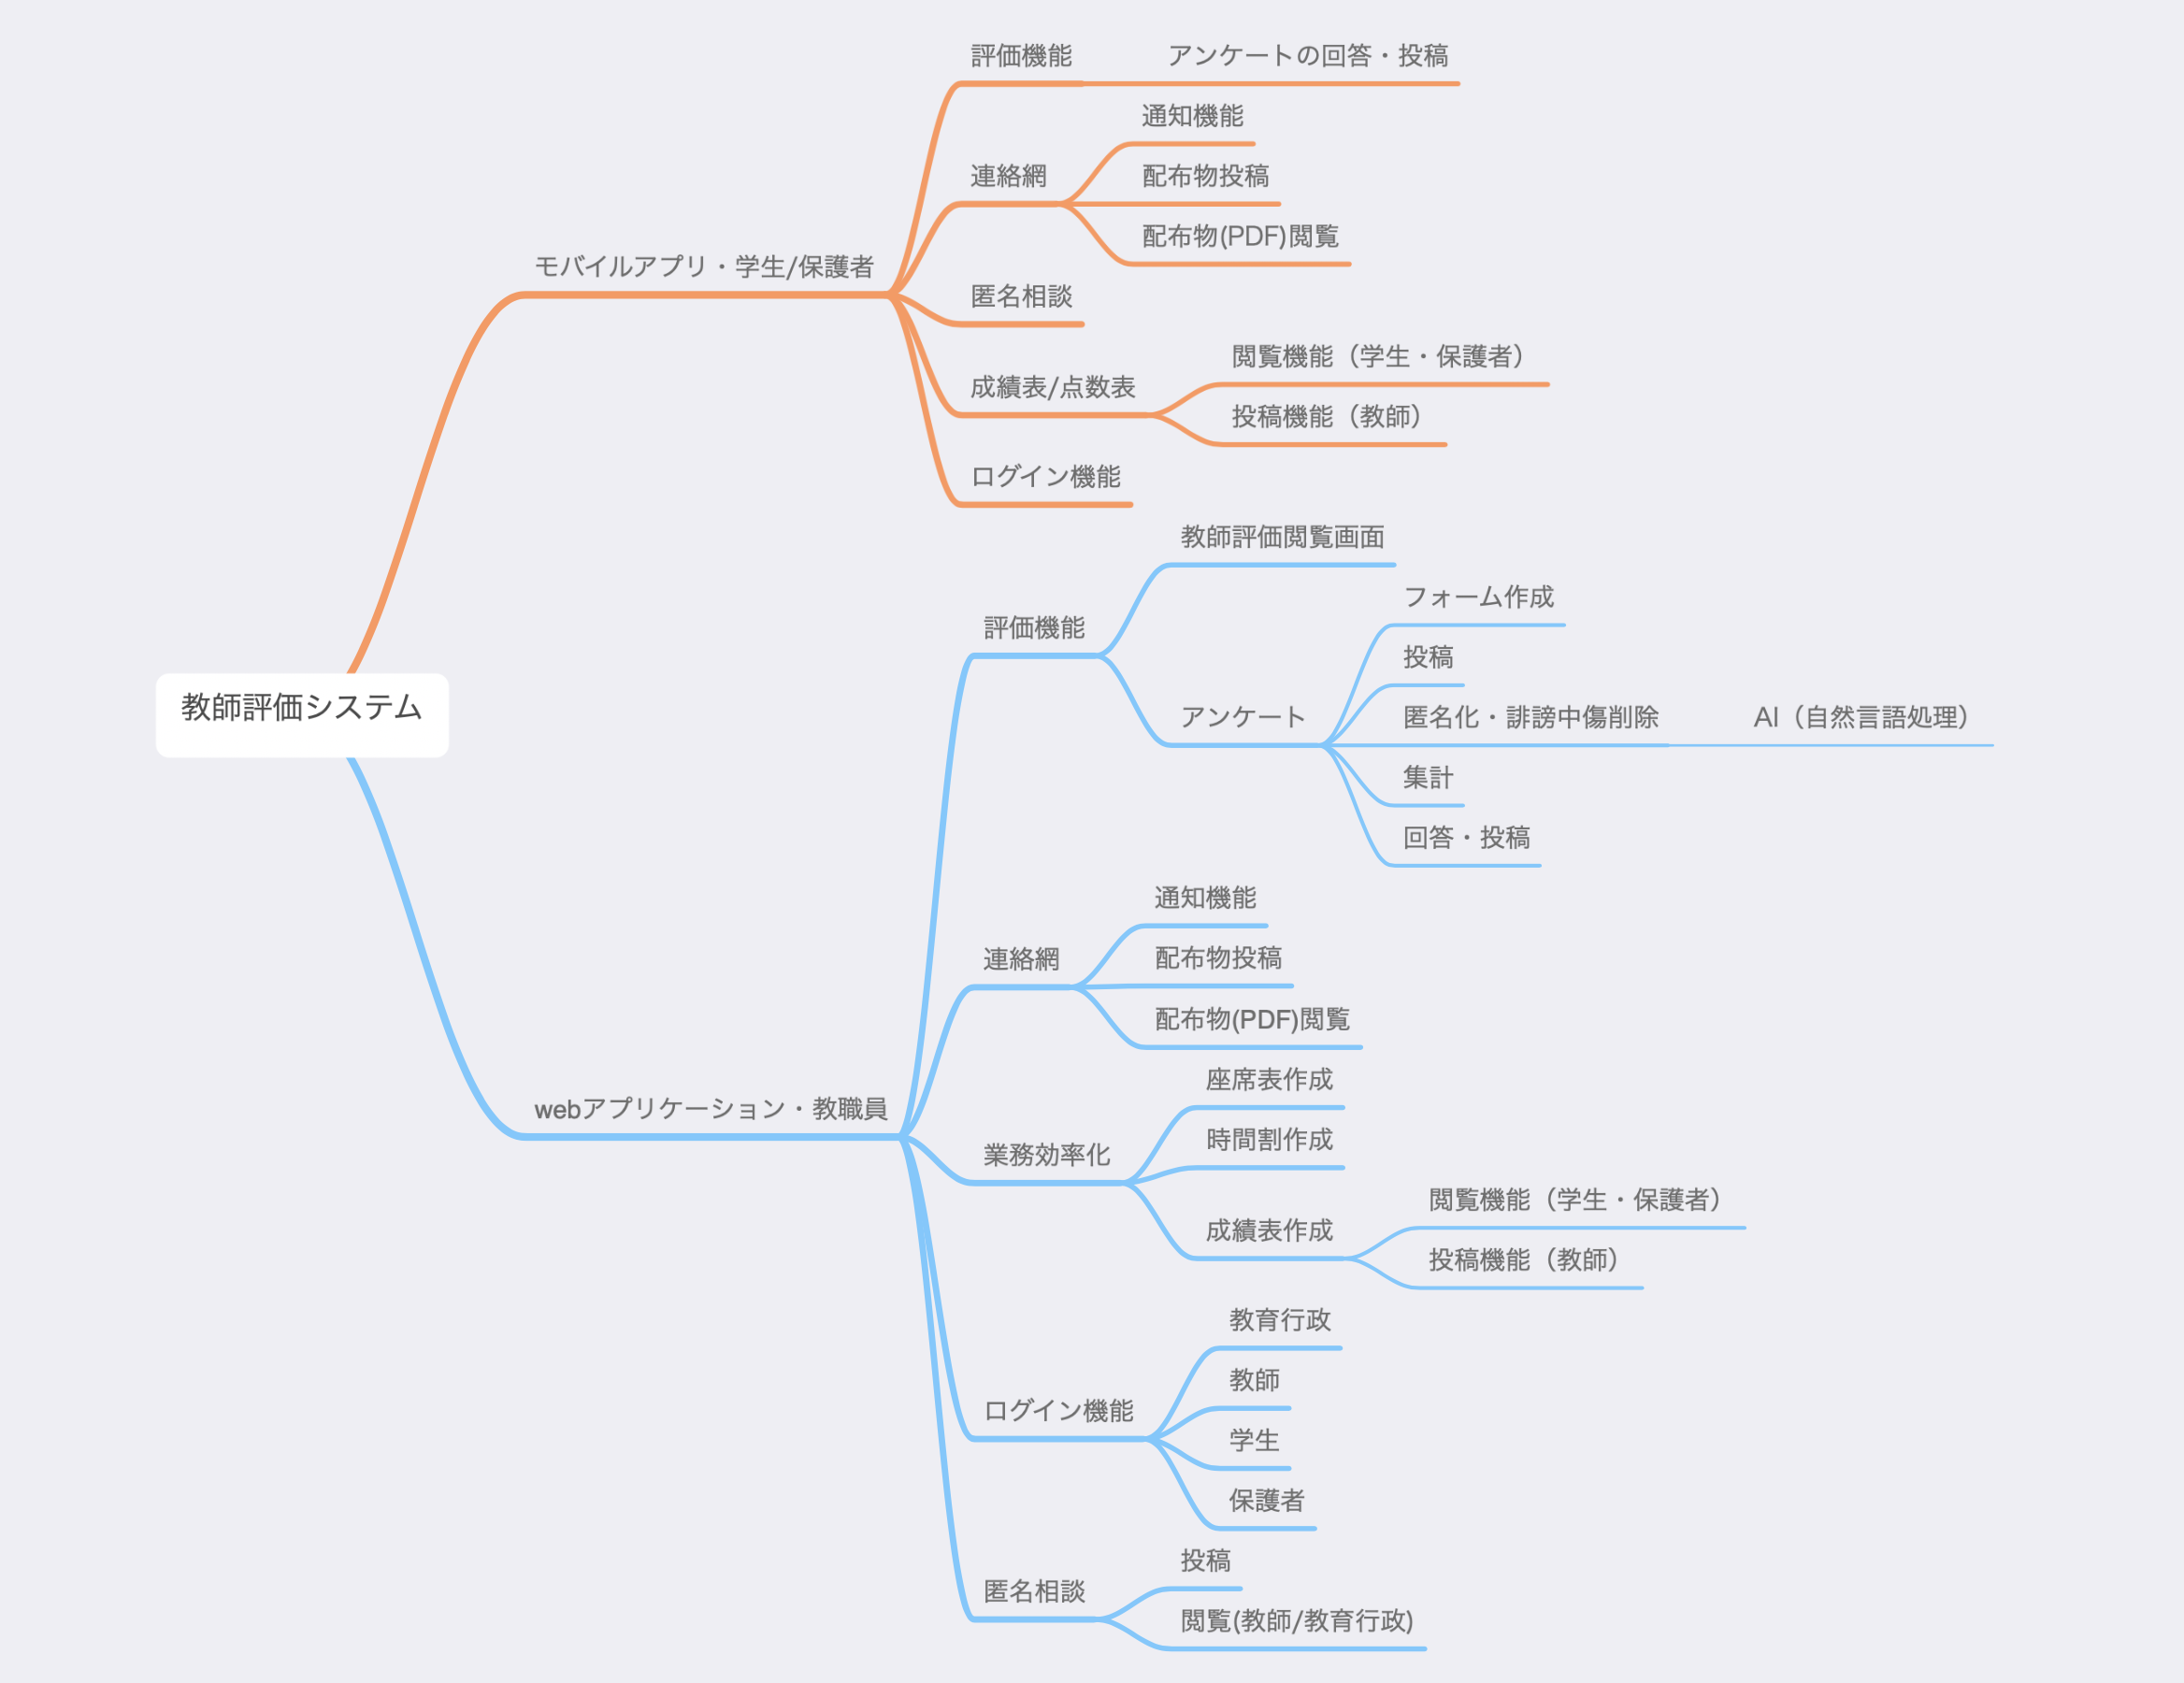 教師評価システム
モバイルアプリ・学生/保護者
評価機能
アンケートの回答・投稿
連絡網
通知機能
配布物投稿
配布物(PDF)閲覧
匿名相談
成績表/点数表
閲覧機能（学生・保護者）
投稿機能（教師）
ログイン機能
webアプリケーション・教職員
評価機能
教師評価閲覧画面
アンケート
フォーム作成
投稿
匿名化・誹謗中傷削除
AI（自然言語処理）
集計
回答・投稿
連絡網
通知機能
配布物投稿
配布物(PDF)閲覧
業務効率化
座席表作成
時間割作成
成績表作成
閲覧機能（学生・保護者）
投稿機能（教師）
ログイン機能
教育行政
教師
学生
保護者
匿名相談
投稿
閲覧(教師/教育行政)